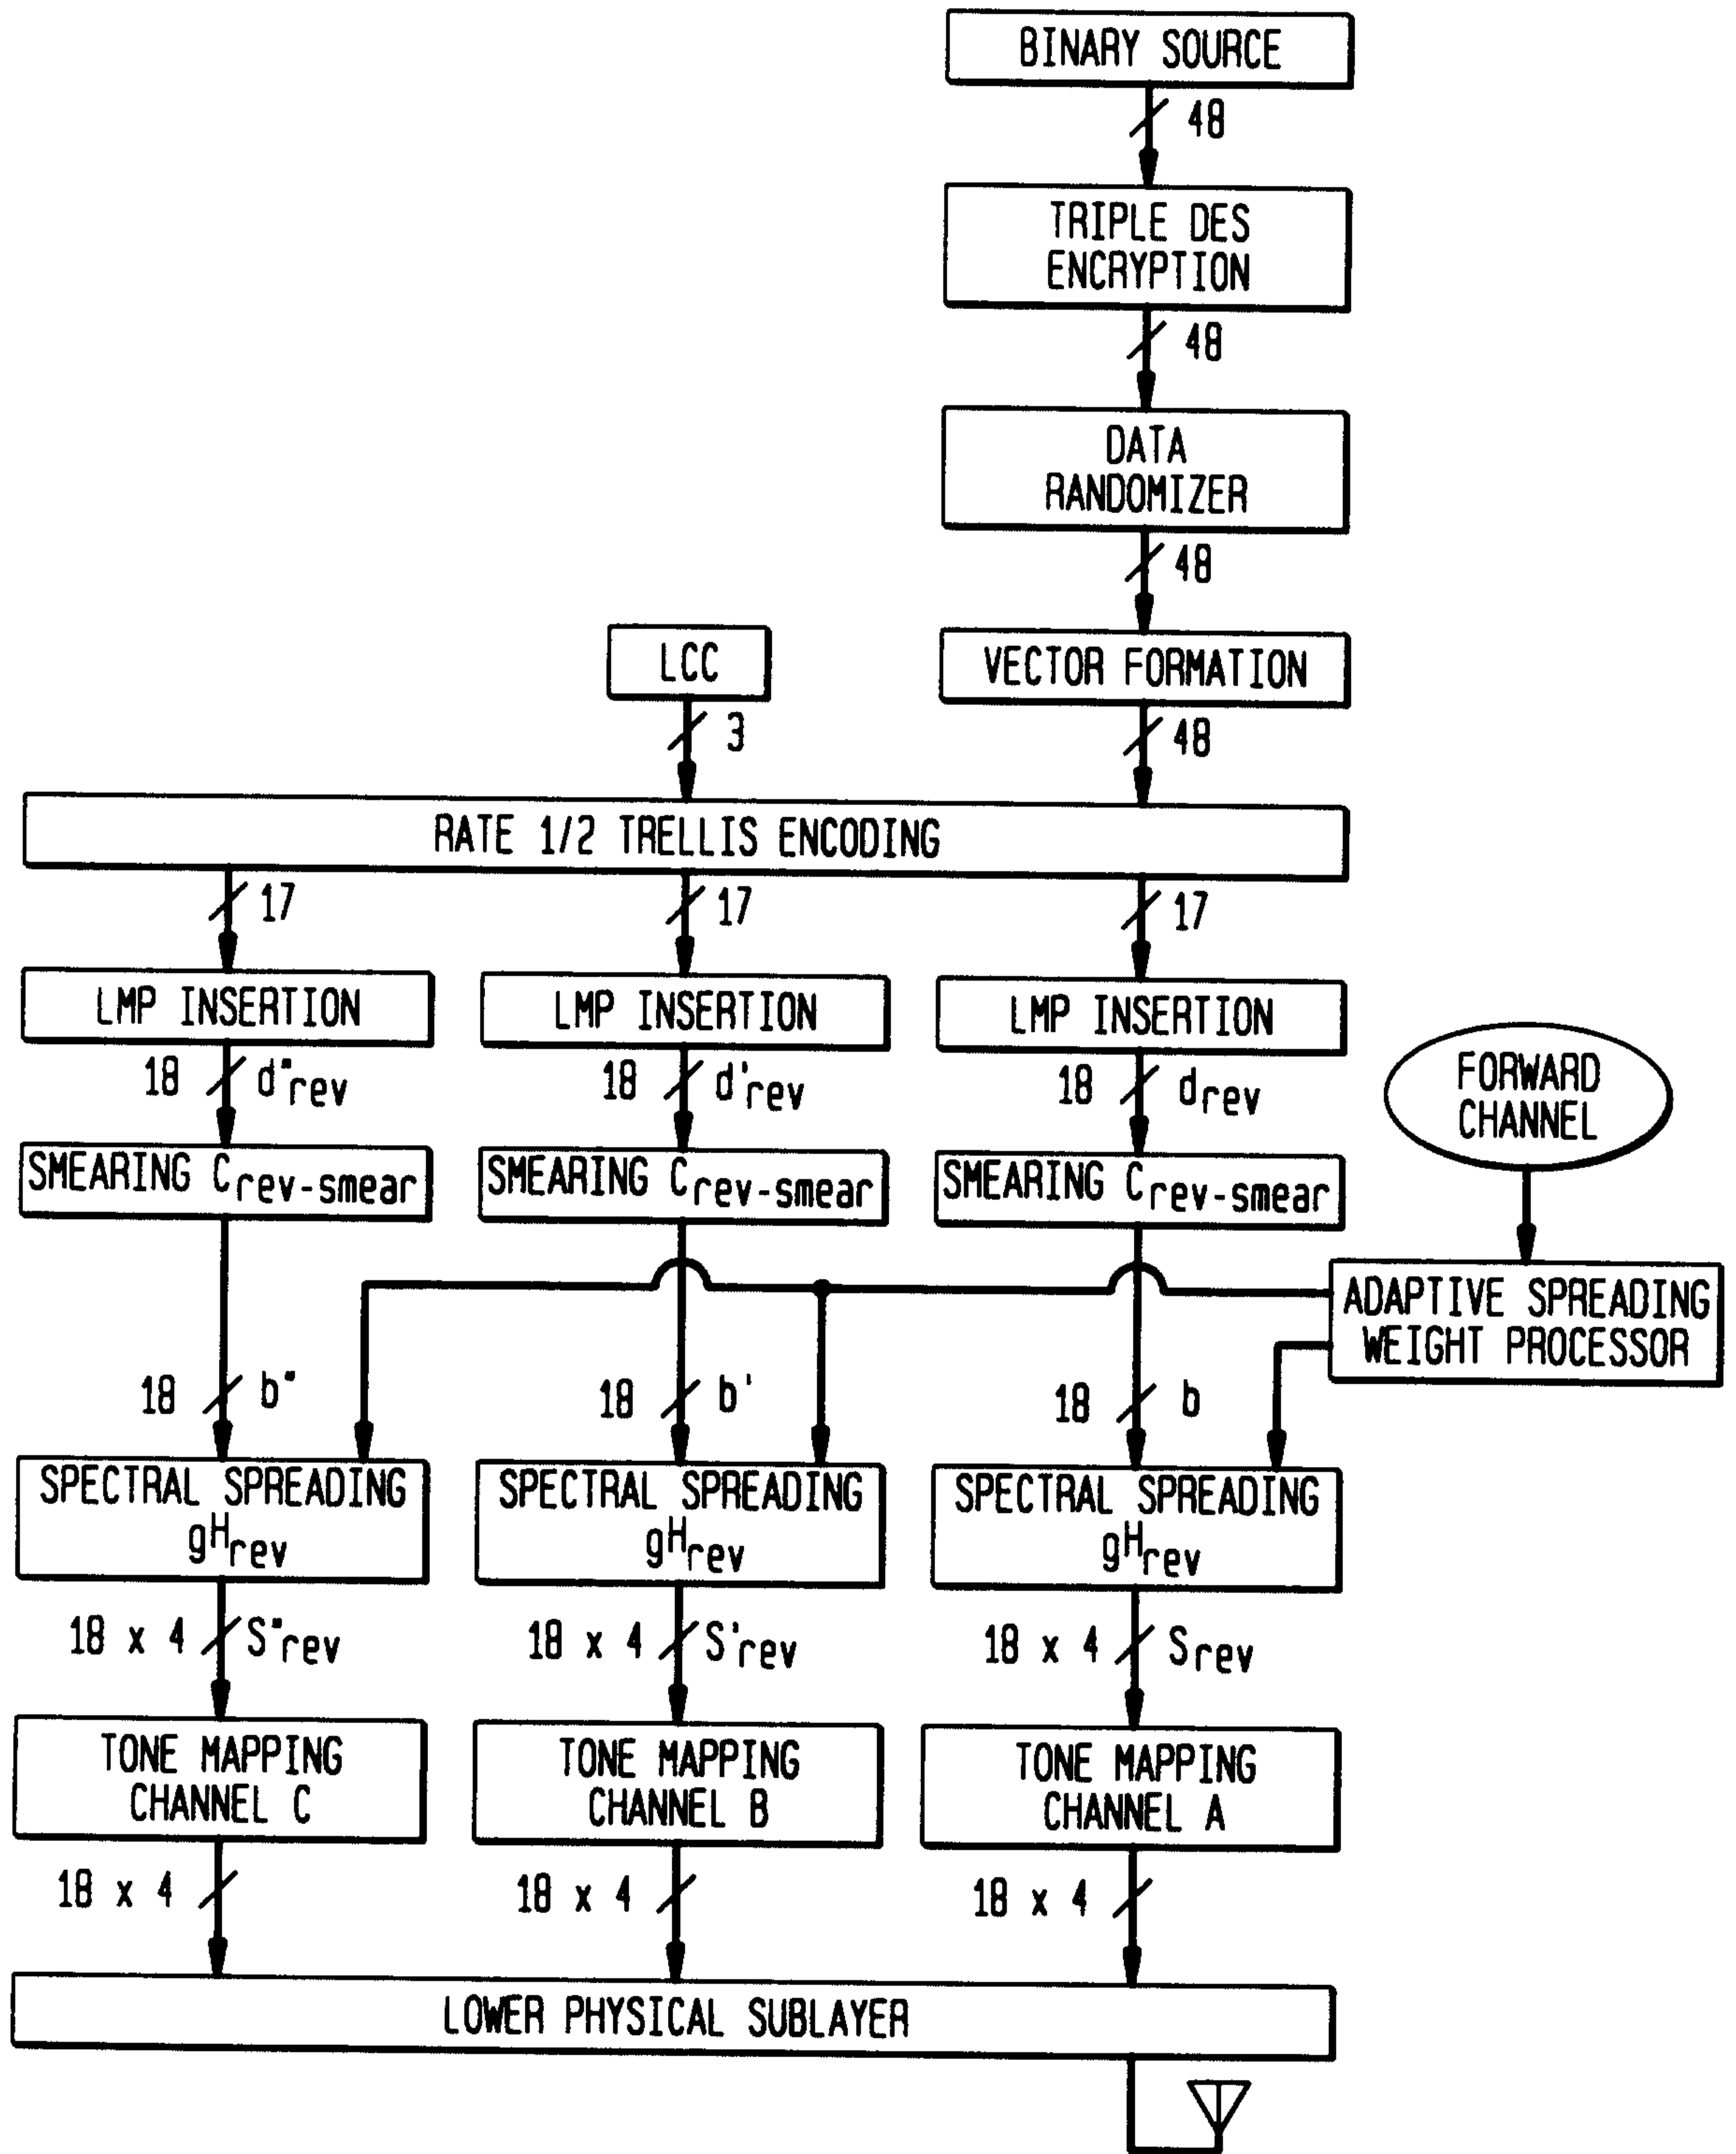 BINARY SOURCE
48
TRIPLE DES
ENCRYPTION
48
DATA
RANDOMIZER
48
LCC
VECTOR FORMATION
3
48
RATE 1/2 TRELLIS ENCODING
17
17
17
LMP INSERTION
LMP INSERTION
LMP INSERTION
FORWARD
CHANNEL
18 d"rev
18 d'rev
18 drev
SMEARING Crev-smear
SMEARING Crev-smear
SMEARING Crev-smear
ADAPTIVE SPREADING
WEIGHT PROCESSOR
18 b"
18 b'
18 b
SPECTRAL SPREADING
gHrev
SPECTRAL SPREADING
gHrev
SPECTRAL SPREADING
gHrev
18 x 4 S"rev
18 x 4 S'rev
18 x 4 Srev
TONE MAPPING
CHANNEL C
TONE MAPPING
CHANNEL B
TONE MAPPING
CHANNEL A
18 x 4
18 x 4
18 x 4
LOWER PHYSICAL SUBLAYER